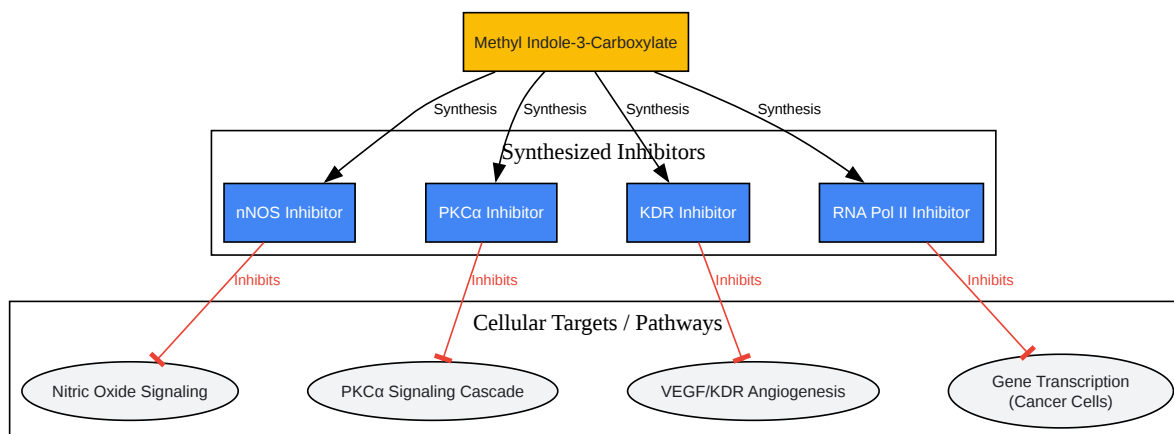 Methyl Indole-3-Carboxylate
Synthesis
Synthesis
Synthesis
Synthesis
Synthesized Inhibitors
nNOS Inhibitor
PKCα Inhibitor
KDR Inhibitor
RNA Pol II Inhibitor
Inhibits
Inhibits
Inhibits
Inhibits
Cellular Targets / Pathways
Nitric Oxide Signaling
PKCα Signaling Cascade
VEGF/KDR Angiogenesis
Gene Transcription
(Cancer Cells)